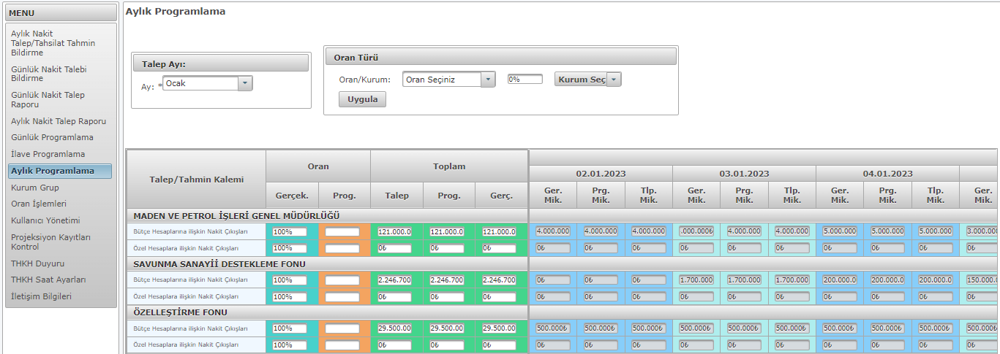 MENU
Aylık Nakit
Talep/Tahsilat Tahmin
Bildirme
Günlük Nakit Talebi
Bildirme
Günlük Nakit Talep
Raporu
Aylık Nakit Talep Raporu
Günlük Programlama
İlave Programlama
Aylık Programlama
Kurum Grup
Oran İşlemleri
Kullanıcı Yönetimi
Projeksiyon Kayıtları
Kontrol
THKH Duyuru
THKH Saat Ayarları
İletişim Bilgileri
Aylık Programlama
Talep Ayı:
Ay: * Ocak
Oran Türü
Oran/Kurum: Oran Seçiniz 0% Kurum Seç
Uygula
Talep/Tahmin Kalemi Oran Toplam 02.01.2023 03.01.2023 04.01.2023
Gerçek. Prog. Talep Prg. Gerç. Ger. Mik. Prg. Mik. Tlp. Mik. Ger. Mik. Prg. Mik. Tlp. Mik. Ger. Mik. Prg. Mik. Tlp. Mik. Ger. Mik.
MADEN VE PETROL İŞLERİ GENEL MÜDÜRLÜĞÜ
Bütçe Hesaplarına ilişkin Nakit Çıkışları 100% 121.000.0 121.000.0 121.000.0 4.000.000 4.000.000 4.000.000 .000.000₺ 4.000.000 4.000.000 5.000.000 5.000.000 5.000.000 3.000.000
Özel Hesaplara ilişkin Nakit Çıkışları 100% 0₺ 0₺ 0₺ 0₺ 0₺ 0₺ 0₺ 0₺ 0₺ 0₺ 0₺ 0₺ 0₺
SAVUNMA SANAYİİ DESTEKLEME FONU
Bütçe Hesaplarına ilişkin Nakit Çıkışları 100% 2.246.700 2.246.700 2.246.700 0₺ 0₺ 0₺ 1.700.000 1.700.000 1.700.000 200.000.0 200.000.0 200.000.0 150.000.0
Özel Hesaplara ilişkin Nakit Çıkışları 100% 0₺ 0₺ 0₺ 0₺ 0₺ 0₺ 0₺ 0₺ 0₺ 0₺ 0₺ 0₺ 0₺
ÖZELLEŞTİRME FONU
Bütçe Hesaplarına ilişkin Nakit Çıkışları 100% 29.500.00 29.500.00 29.500.00 500.000₺ 500.000₺ 500.000₺ 500.000₺ 500.000₺ 500.000₺ 500.000₺ 500.000₺ 500.000₺ 500.000₺
Özel Hesaplara ilişkin Nakit Çıkışları 100% 0₺ 0₺ 0₺ 0₺ 0₺ 0₺ 0₺ 0₺ 0₺ 0₺ 0₺ 0₺ 0₺